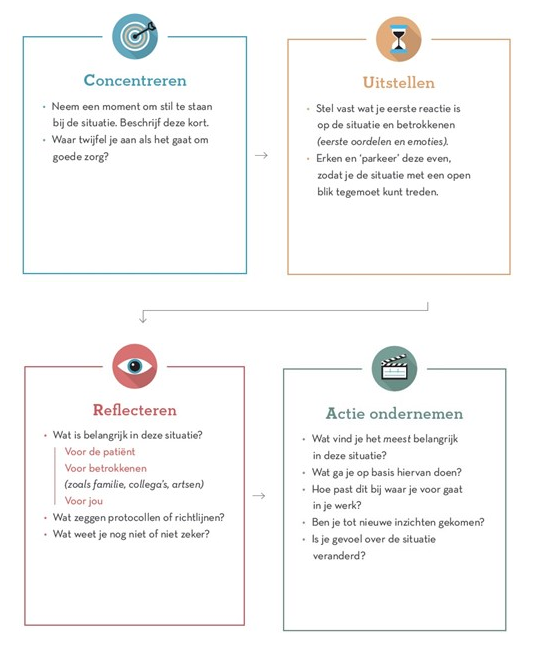 Concentreren
• Neem een moment om stil te staan
bij de situatie. Beschrijf deze kort.
• Waar twijfel je aan als het gaat om
goede zorg?
Uitstellen
• Stel vast wat je eerste reactie is
op de situatie en betrokkenen
(eerste oordelen en emoties).
• Erken en ‘parkeer’ deze even,
zodat je de situatie met een open
blik tegemoet kunt treden.
Reflecteren
• Wat is belangrijk in deze situatie?
Voor de patiënt
Voor betrokkenen
(zoals familie, collega’s, artsen)
Voor jou
• Wat zeggen protocollen of richtlijnen?
• Wat weet je nog niet of niet zeker?
Actie ondernemen
• Wat vind je het meest belangrijk
in deze situatie?
• Wat ga je op basis hiervan doen?
• Hoe past dit bij waar je voor gaat
in je werk?
• Ben je tot nieuwe inzichten gekomen?
• Is je gevoel over de situatie
veranderd?